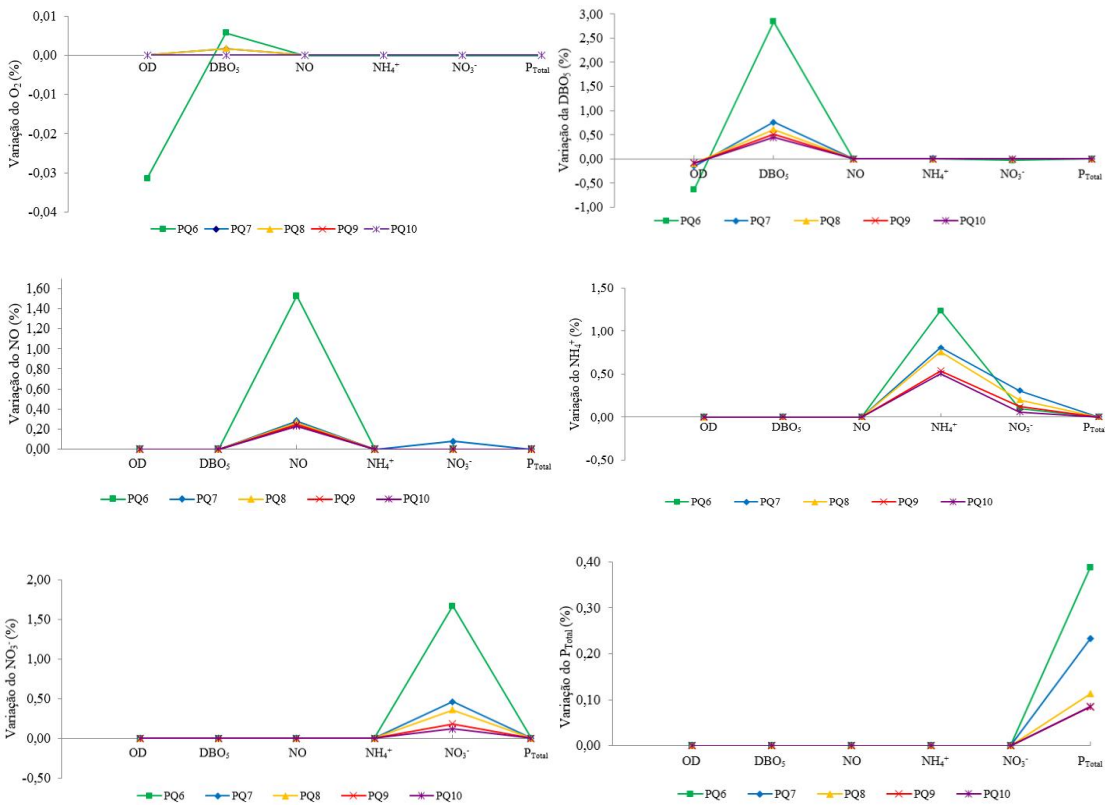 Variação do O₂ (%)
0,01
0,00
-0,01
-0,02
-0,03
-0,04
OD DBO₅ NO NH₄⁺ NO₃⁻ P_Total
PQ6 PQ7 PQ8 PQ9 PQ10
Variação da DBO₅ (%)
3,00
2,50
2,00
1,50
1,00
0,50
0,00
-0,50
-1,00
OD DBO₅ NO NH₄⁺ NO₃⁻ P_Total
PQ6 PQ7 PQ8 PQ9 PQ10
Variação do NO (%)
1,60
1,40
1,20
1,00
0,80
0,60
0,40
0,20
0,00
OD DBO₅ NO NH₄⁺ NO₃⁻ P_Total
PQ6 PQ7 PQ8 PQ9 PQ10
Variação do NH₄⁺ (%)
1,50
1,00
0,50
0,00
-0,50
OD DBO₅ NO NH₄⁺ NO₃⁻ P_Total
PQ6 PQ7 PQ8 PQ9 PQ10
Variação do NO₃⁻ (%)
2,00
1,50
1,00
0,50
0,00
-0,50
OD DBO₅ NO NH₄⁺ NO₃⁻ P_Total
PQ6 PQ7 PQ8 PQ9 PQ10
Variação do P_Total (%)
0,40
0,30
0,20
0,10
0,00
OD DBO₅ NO NH₄⁺ NO₃⁻ P_Total
PQ6 PQ7 PQ8 PQ9 PQ10